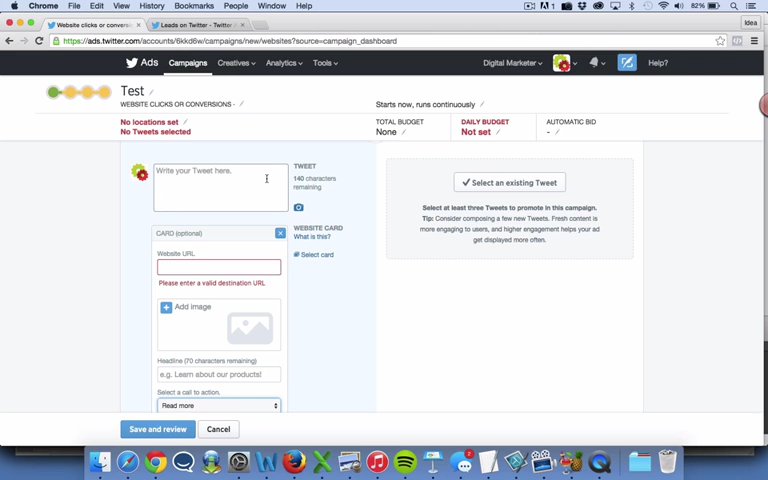 Chrome File Edit View History Bookmarks People Window Help
82%
Website clicks or convers
Leads on Twitter - Twitter
Idea
https://ads.twitter.com/accounts/6kkd6w/campaigns/new/websites?source=campaign_dashboard
Ads Campaigns Creatives Analytics Tools Digital Marketer Help?
Test
WEBSITE CLICKS OR CONVERSIONS -
Starts now, runs continuously
No locations set
No Tweets selected
TOTAL BUDGET
None
DAILY BUDGET
Not set
AUTOMATIC BID
-
Write your Tweet here.
TWEET
140 characters
remaining
CARD (optional)
WEBSITE CARD
What is this?
Select card
Website URL
Please enter a valid destination URL
Add image
Headline (70 characters remaining)
e.g. Learn about our products!
Select a call to action.
Read more
Select an existing Tweet
Select at least three Tweets to promote in this campaign.
Tip: Consider composing a few new Tweets. Fresh content is
more engaging to users, and higher engagement helps your ad
get displayed more often.
Save and review
Cancel